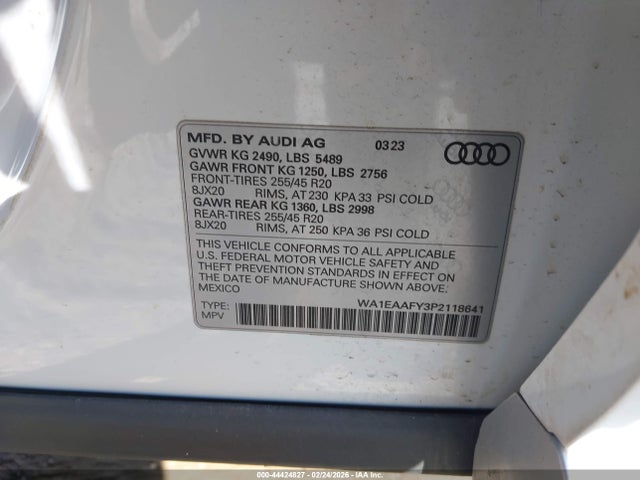 MFD. BY AUDI AG 0323
GVWR KG 2490, LBS 5489
GAWR FRONT KG 1250, LBS 2756
FRONT-TIRES 255/45 R20
8JX20 RIMS, AT 230 KPA 33 PSI COLD
GAWR REAR KG 1360, LBS 2998
REAR-TIRES 255/45 R20
8JX20 RIMS, AT 250 KPA 36 PSI COLD
THIS VEHICLE CONFORMS TO ALL APPLICABLE
U.S. FEDERAL MOTOR VEHICLE SAFETY AND
THEFT PREVENTION STANDARDS IN EFFECT ON
THE DATE OF MANUFACTURE SHOWN ABOVE.
MEXICO WA1EAAFY3P2118641
TYPE:
MPV
000-44424827 - 02/24/2026 - IAAI.COM